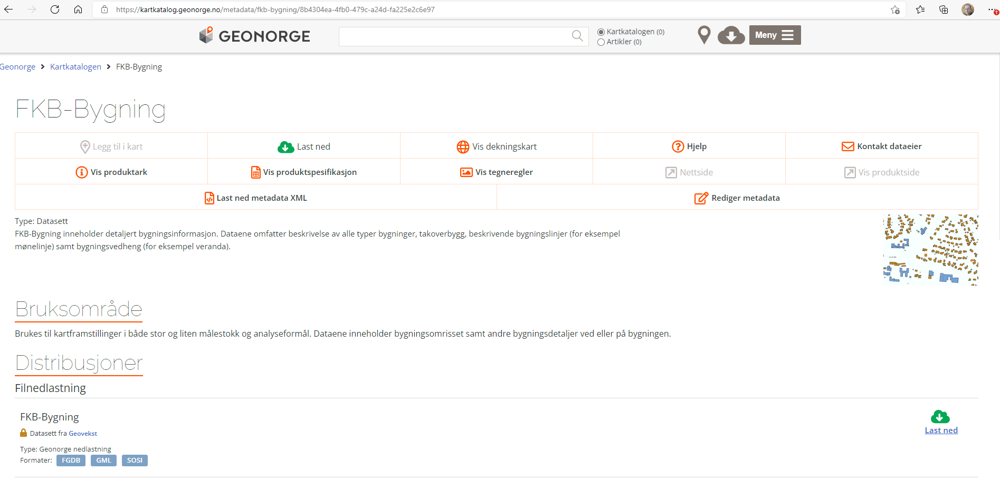 https://kartkatalog.geonorge.no/metadata/fkb-bygning/8b4304ea-4fb0-479c-a24d-fa225e2c6e97
GEONORGE
Kartkatalogen (0)
Artikler (0)
Meny
Geonorge > Kartkatalogen > FKB-Bygning
FKB-Bygning
Legg til i kart Last ned Vis dekningskart Hjelp Kontakt dataeier
Vis produktark Vis produktspesifikasjon Vis tegneregler Nettside Vis produktside
Last ned metadata XML Rediger metadata
Type: Datasett
FKB-Bygning inneholder detaljert bygningsinformasjon. Dataene omfatter beskrivelse av alle typer bygninger, takoverbygg, beskrivende bygningslinjer (for eksempel
mønelinje) samt bygningsvedheng (for eksempel veranda).
Bruksområde
Brukes til kartframstillinger i både stor og liten målestokk og analyseformål. Dataene inneholder bygningsomrisset samt andre bygningsdetaljer ved eller på bygningen.
Distribusjoner
Filnedlastning
FKB-Bygning
Datasett fra Geovekst
Last ned
Type: Geonorge nedlastning
Formater: FGDB GML SOSI